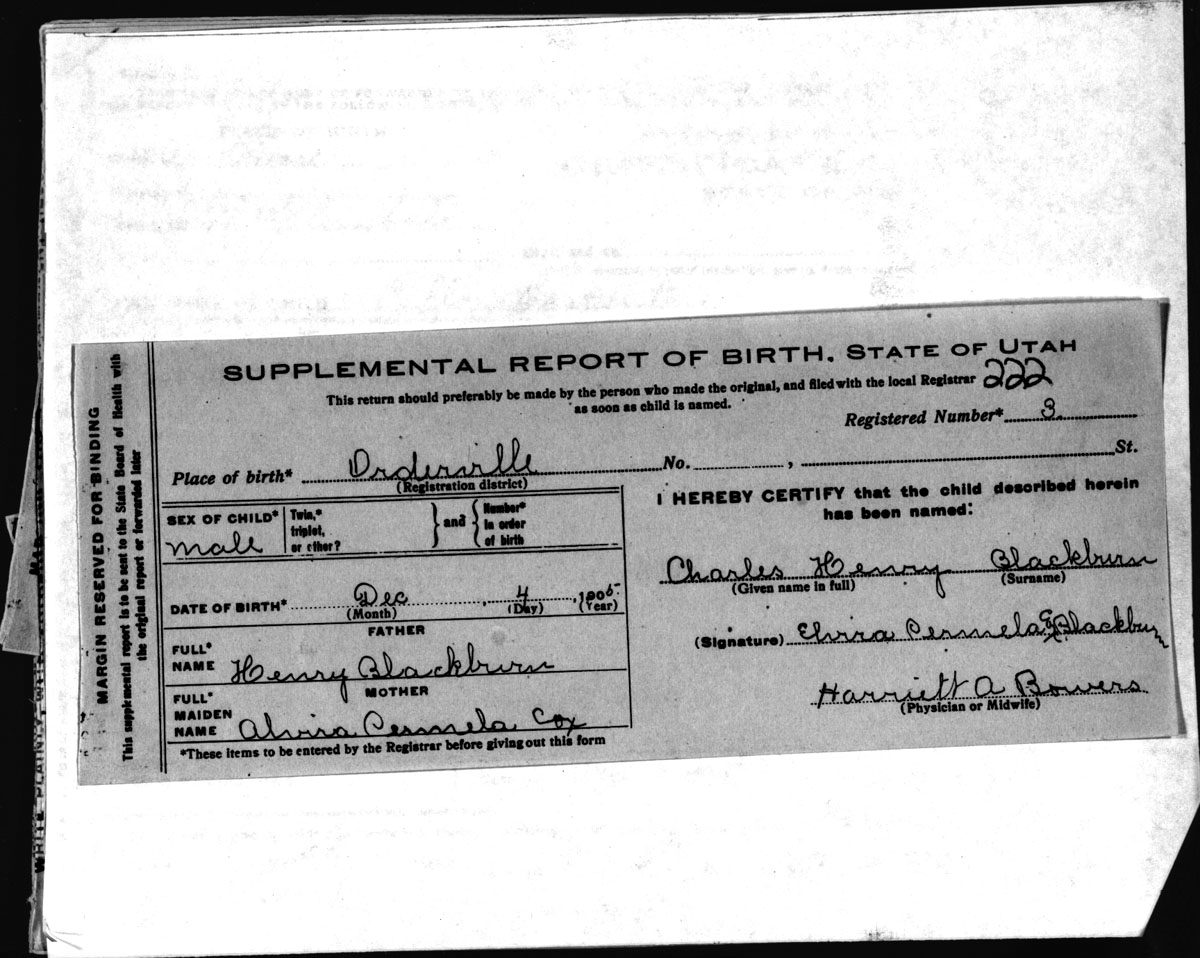 SUPPLEMENTAL REPORT OF BIRTH. STATE OF UTAH
This return should preferably be made by the person who made the original, and filed with the local Registrar 222
as soon as child is named.
Registered Number* 3
Place of birth* Orderville No. , St.
(Registration district)
SEX OF CHILD* Male
Twin,* triplet, or other? } and { Number* in order of birth
DATE OF BIRTH* Dec 4, 1905
(Month) (Day) (Year)
FATHER
FULL* NAME Henry Blackburn
MOTHER
FULL* MAIDEN NAME Alvira Permela Cox
*These items to be entered by the Registrar before giving out this form
I HEREBY CERTIFY that the child described herein
has been named:
Charles Henry Blackburn
(Given name in full) (Surname)
(Signature) Elvira Permela C Blackburn
Harriett A Bowers
(Physician or Midwife)
MARGIN RESERVED FOR BINDING
This supplemental report is to be sent to the State Board of Health with
the original report or forwarded later